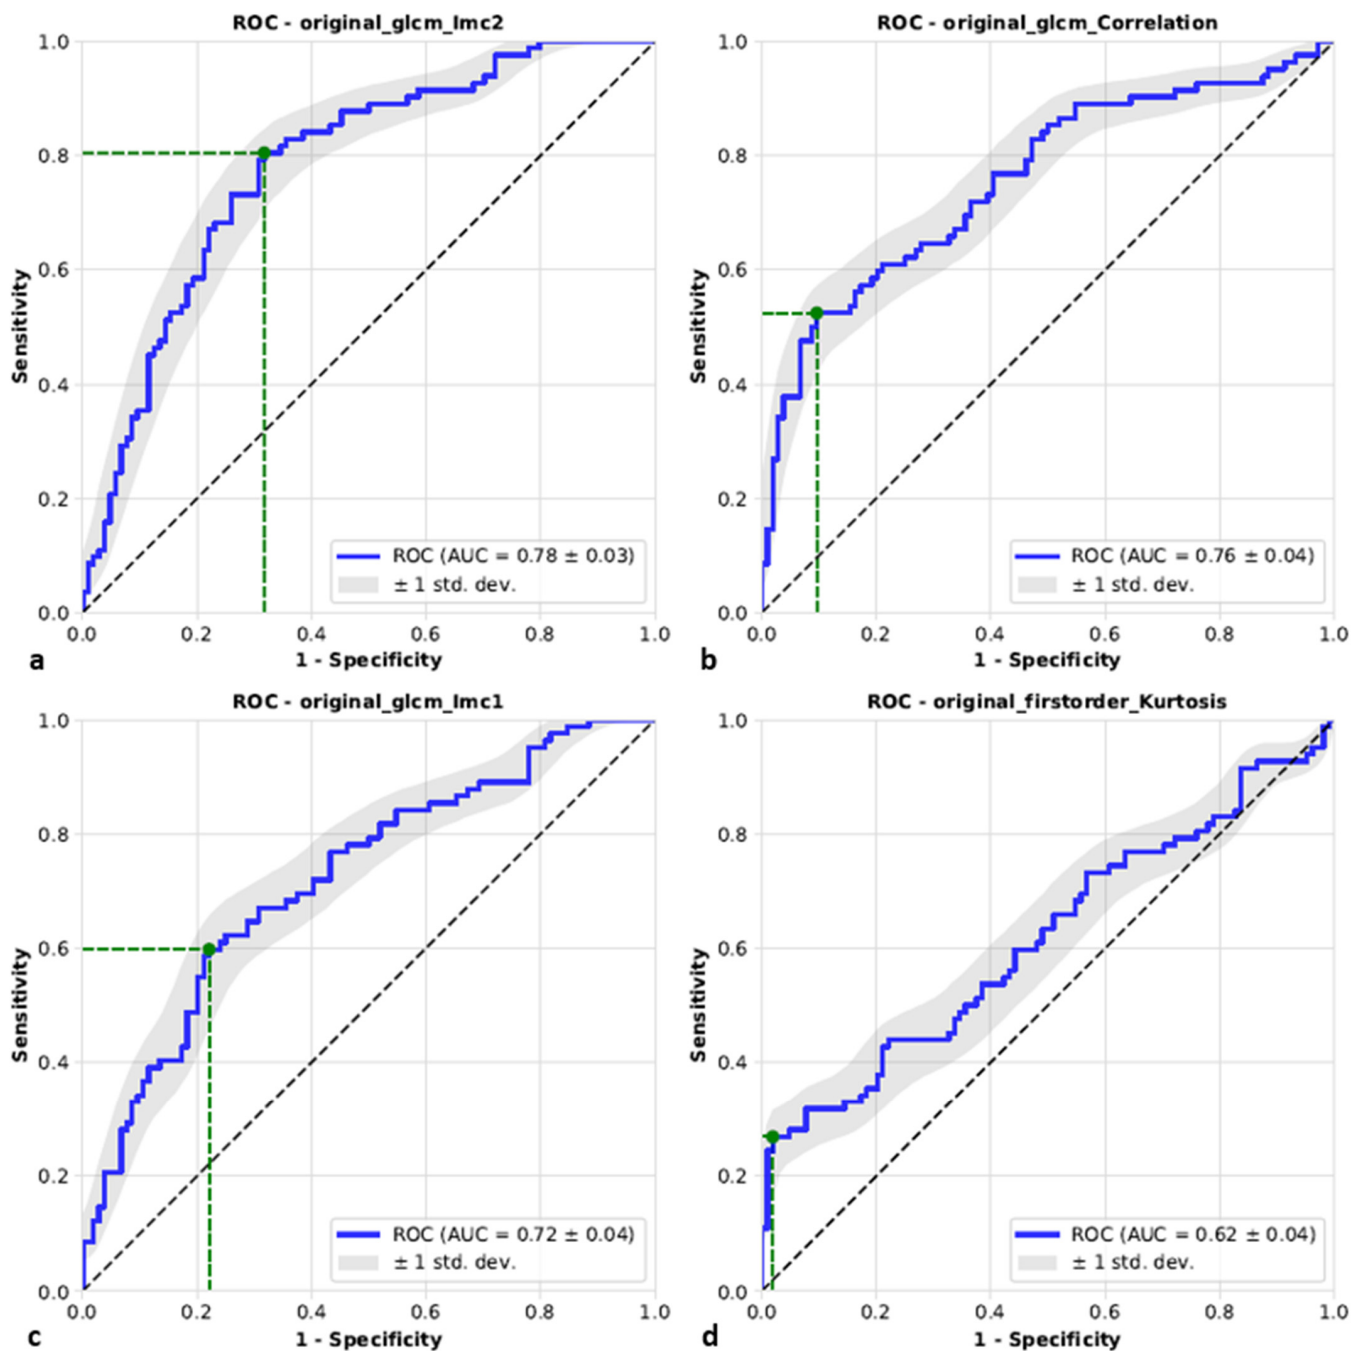 ROC - original_glcm_Imc2
1.0
0.8
0.6
0.4
0.2
0.0
Sensitivity
ROC (AUC = 0.78 ± 0.03)
± 1 std. dev.
0.0 0.2 0.4 0.6 0.8 1.0
1 - Specificity
a
ROC - original_glcm_Correlation
1.0
0.8
0.6
0.4
0.2
0.0
Sensitivity
ROC (AUC = 0.76 ± 0.04)
± 1 std. dev.
0.0 0.2 0.4 0.6 0.8 1.0
1 - Specificity
b
ROC - original_glcm_Imc1
1.0
0.8
0.6
0.4
0.2
0.0
Sensitivity
ROC (AUC = 0.72 ± 0.04)
± 1 std. dev.
0.0 0.2 0.4 0.6 0.8 1.0
1 - Specificity
c
ROC - original_firstorder_Kurtosis
1.0
0.8
0.6
0.4
0.2
0.0
Sensitivity
ROC (AUC = 0.62 ± 0.04)
± 1 std. dev.
0.0 0.2 0.4 0.6 0.8 1.0
1 - Specificity
d